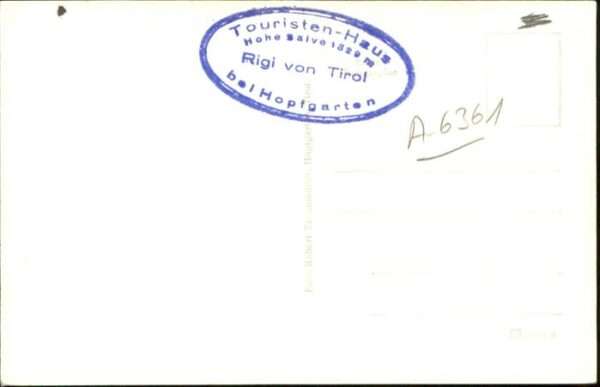 Touristen-Haus
Hohe Salve 1829 m
Rigi von Tirol
bei Hopfgarten
A-6361